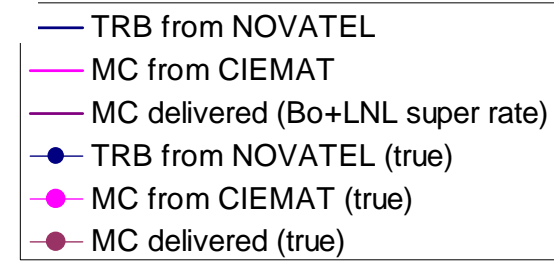 TRB from NOVATEL
MC from CIEMAT
MC delivered (Bo+LNL super rate)
TRB from NOVATEL (true)
MC from CIEMAT (true)
MC delivered (true)